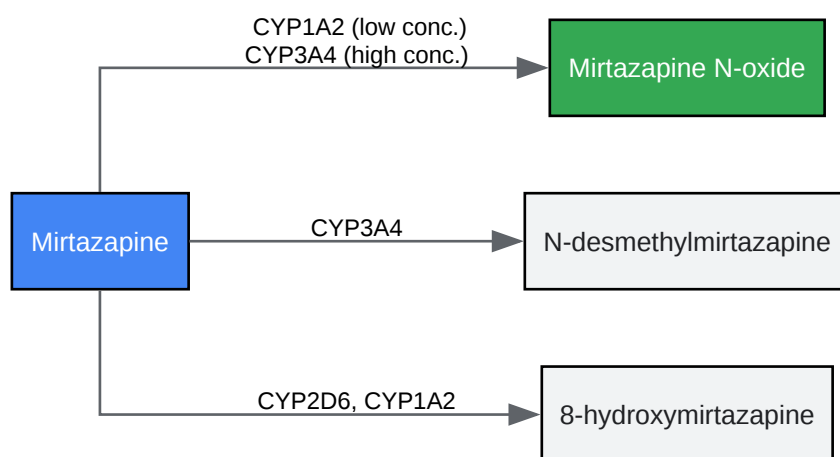 CYP1A2 (low conc.)
CYP3A4 (high conc.)
Mirtazapine N-oxide
Mirtazapine
CYP3A4
N-desmethylmirtazapine
CYP2D6, CYP1A2
8-hydroxymirtazapine